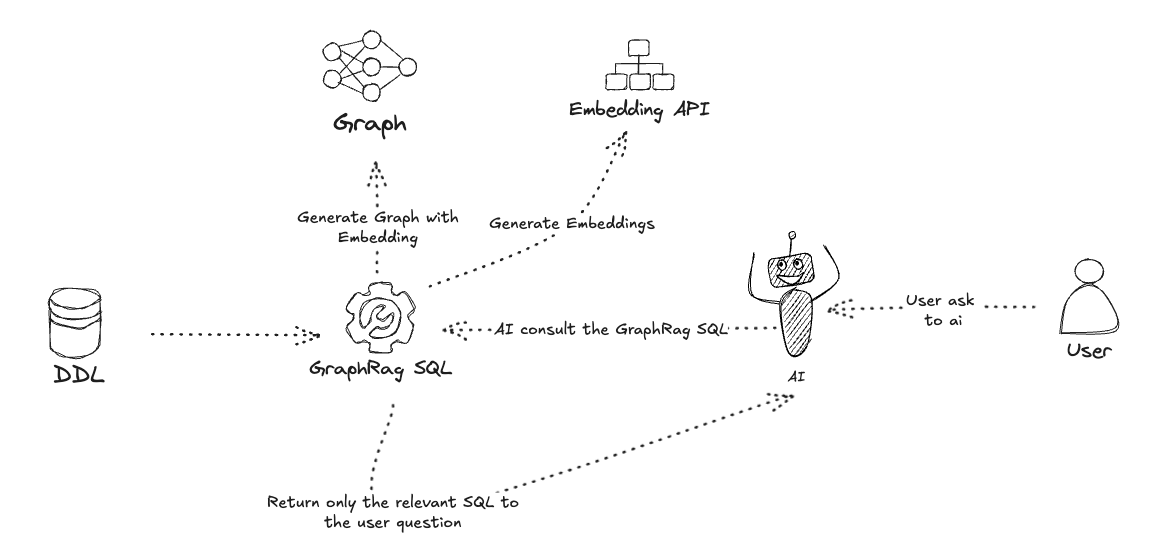 Graph
Embedding API
Generate Graph with
Embedding
Generate Embeddings
User ask
to ai
AI consult the GraphRag SQL
DDL
GraphRag SQL
AI
User
Return only the relevant SQL to
the user question